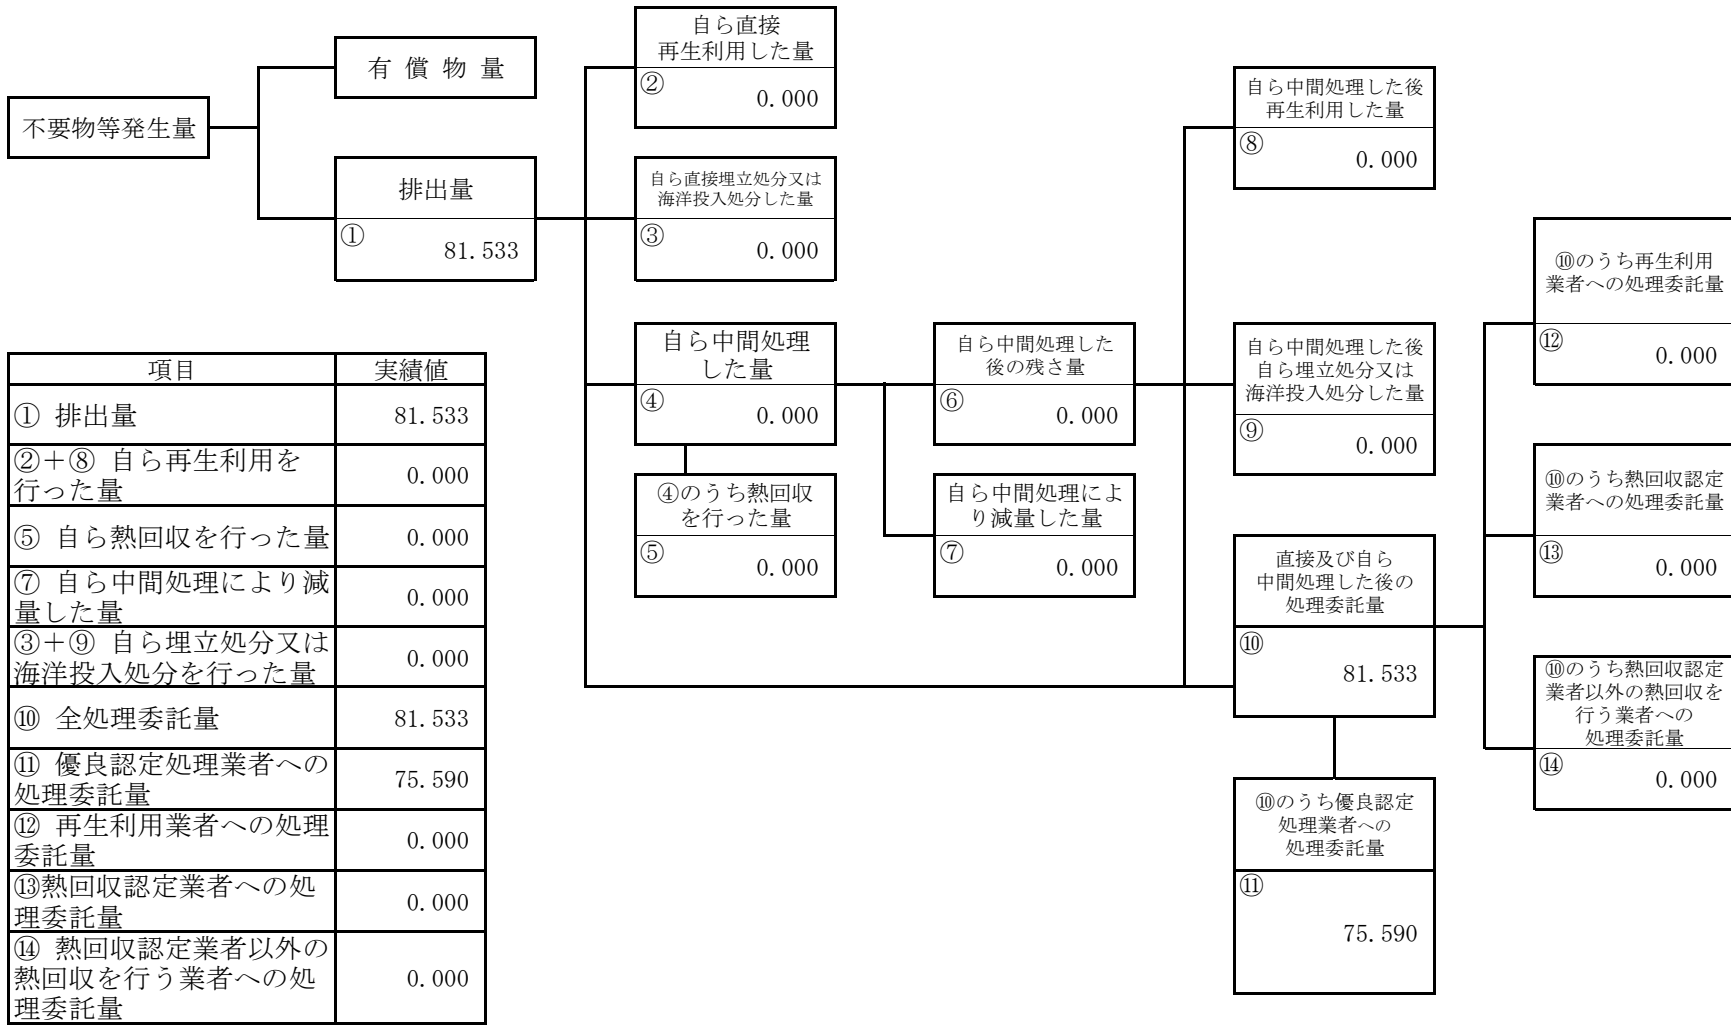 不要物等発生量
有 償 物 量
排出量
①
81.533
自ら直接
再生利用した量
②
0.000
自ら直接埋立処分又は
海洋投入処分した量
③
0.000
自ら中間処理
した量
④
0.000
④のうち熱回収
を行った量
⑤
0.000
自ら中間処理した
後の残さ量
⑥
0.000
自ら中間処理によ
り減量した量
⑦
0.000
自ら中間処理した後
再生利用した量
⑧
0.000
自ら中間処理した後
自ら埋立処分又は
海洋投入処分した量
⑨
0.000
直接及び自ら
中間処理した後の
処理委託量
⑩
81.533
⑩のうち優良認定
処理業者への
処理委託量
⑪
75.590
⑩のうち再生利用
業者への処理委託量
⑫
0.000
⑩のうち熱回収認定
業者への処理委託量
⑬
0.000
⑩のうち熱回収認定
業者以外の熱回収を
行う業者への
処理委託量
⑭
0.000
項目 実績値
① 排出量 81.533
②＋⑧ 自ら再生利用を
行った量 0.000
⑤ 自ら熱回収を行った量 0.000
⑦ 自ら中間処理により減
量した量 0.000
③＋⑨ 自ら埋立処分又は
海洋投入処分を行った量 0.000
⑩ 全処理委託量 81.533
⑪ 優良認定処理業者への
処理委託量 75.590
⑫ 再生利用業者への処理
委託量 0.000
⑬熱回収認定業者への処
理委託量 0.000
⑭ 熱回収認定業者以外の
熱回収を行う業者への処
理委託量 0.000